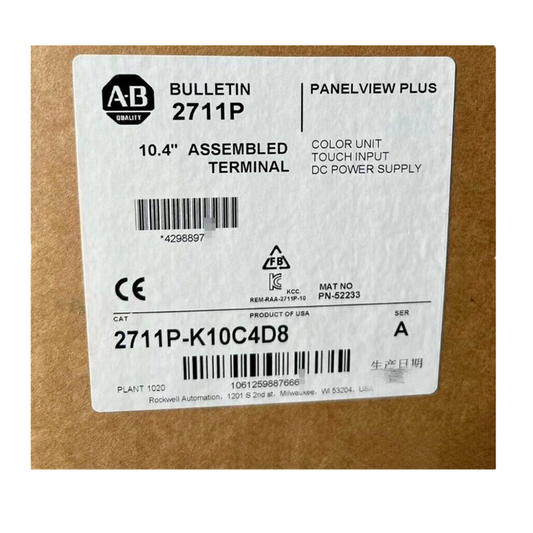 A-B
QUALITY
BULLETIN
2711P
PANELVIEW PLUS
10.4" ASSEMBLED
TERMINAL
COLOR UNIT
TOUCH INPUT
DC POWER SUPPLY
*4298897
FB
KCC
REM-RAA-2711P-10
MAT NO
PN-52233
CE
CAT
PRODUCT OF USA
SER
2711P-K10C4D8
A
生产日期
1061259887666
PLANT 1020
Rockwell Automation, 1201 S 2nd st. Milwaukee, WI 53204, USA